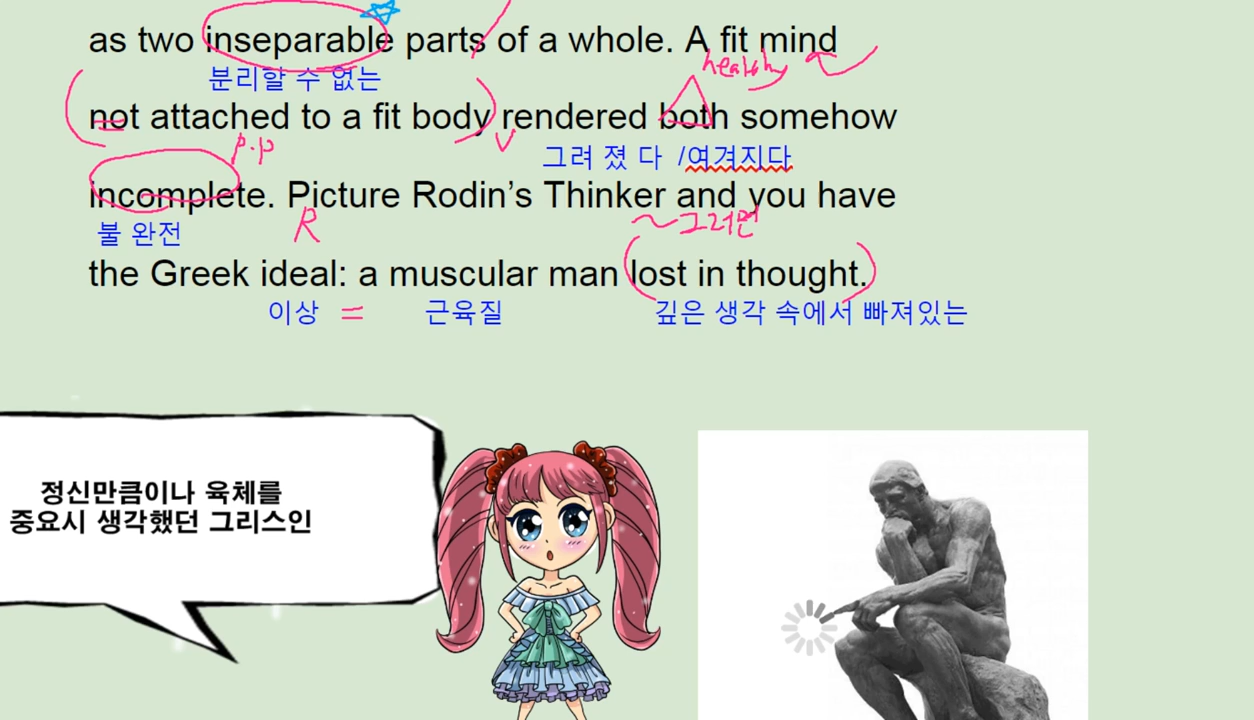 as two inseparable parts of a whole. A fit mind
healthy
분리할 수 없는
not attached to a fit body rendered both somehow
p.p
그려 졌 다 /여겨지다
incomplete. Picture Rodin's Thinker and you have
R
~그러면
불 완전
the Greek ideal: a muscular man lost in thought.
이상 = 근육질 깊은 생각 속에서 빠져있는
정신만큼이나 육체를
중요시 생각했던 그리스인